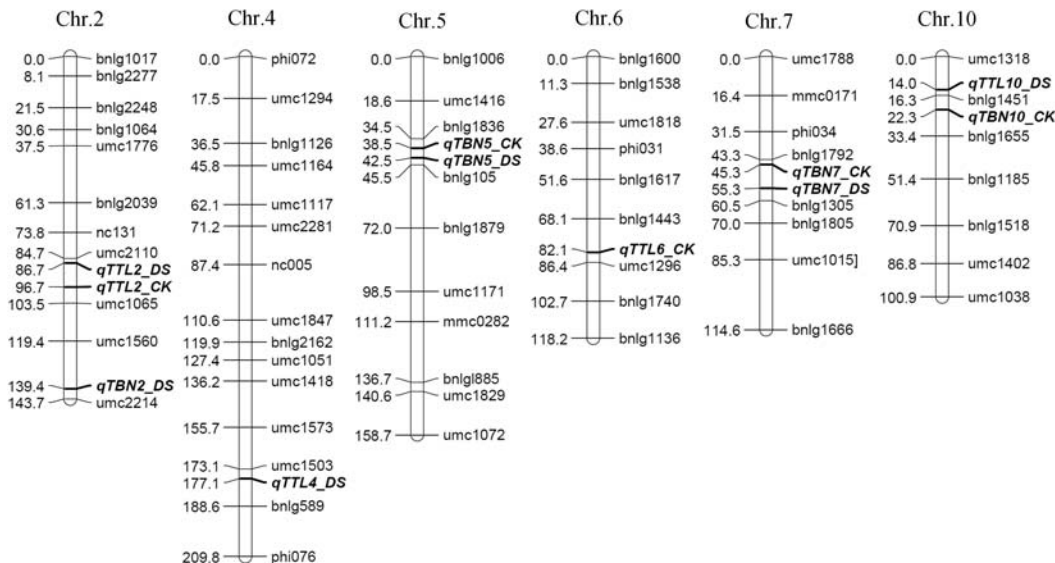 Chr.2
0.0 bnlg1017
8.1 bnlg2277
21.5 bnlg2248
30.6 bnlg1064
37.5 umc1776
61.3 bnlg2039
73.8 nc131
84.7 umc2110
86.7 qTTL2_DS
96.7 qTTL2_CK
103.5 umc1065
119.4 umc1560
139.4 qTBN2_DS
143.7 umc2214
Chr.4
0.0 phi072
17.5 umc1294
36.5 bnlg1126
45.8 umc1164
62.1 umc1117
71.2 umc2281
87.4 nc005
110.6 umc1847
119.9 bnlg2162
127.4 umc1051
136.2 umc1418
155.7 umc1573
173.1 umc1503
177.1 qTTL4_DS
188.6 bnlg589
209.8 phi076
Chr.5
0.0 bnlg1006
18.6 umc1416
34.5 bnlg1836
38.5 qTBN5_CK
42.5 qTBN5_DS
45.5 bnlg105
72.0 bnlg1879
98.5 umc1171
111.2 mmc0282
136.7 bnlgl885
140.6 umc1829
158.7 umc1072
Chr.6
0.0 bnlg1600
11.3 bnlg1538
27.6 umc1818
38.6 phi031
51.6 bnlg1617
68.1 bnlg1443
82.1 qTTL6_CK
86.4 umc1296
102.7 bnlg1740
118.2 bnlg1136
Chr.7
0.0 umc1788
16.4 mmc0171
31.5 phi034
43.3 bnlg1792
45.3 qTBN7_CK
55.3 qTBN7_DS
60.5 bnlg1305
70.0 bnlg1805
85.3 umc1015]
114.6 bnlg1666
Chr.10
0.0 umc1318
14.0 qTTL10_DS
16.3 bnlg1451
22.3 qTBN10_CK
33.4 bnlg1655
51.4 bnlg1185
70.9 bnlg1518
86.8 umc1402
100.9 umc1038